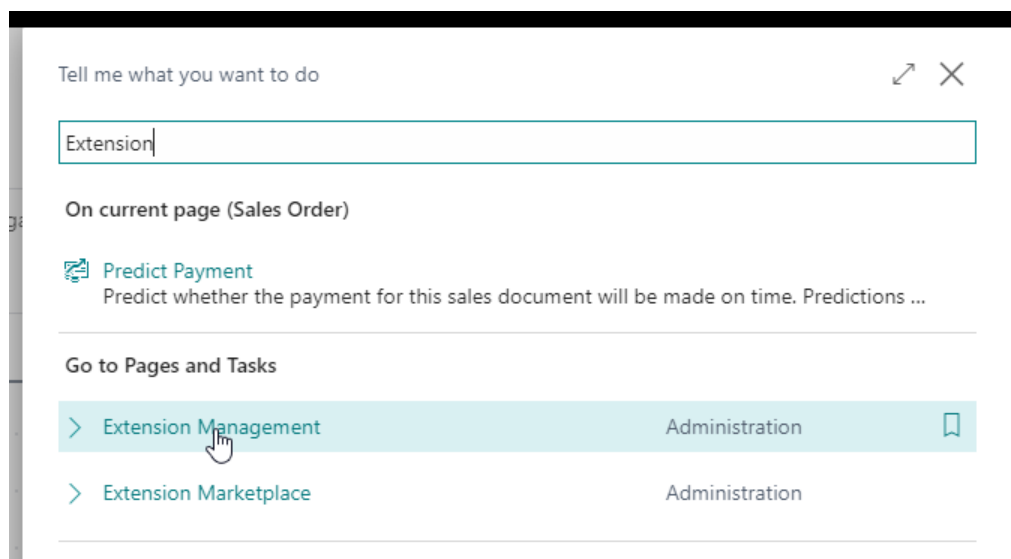 Tell me what you want to do
Extension
On current page (Sales Order)
Predict Payment
Predict whether the payment for this sales document will be made on time. Predictions ...
Go to Pages and Tasks
Extension Management Administration
Extension Marketplace Administration